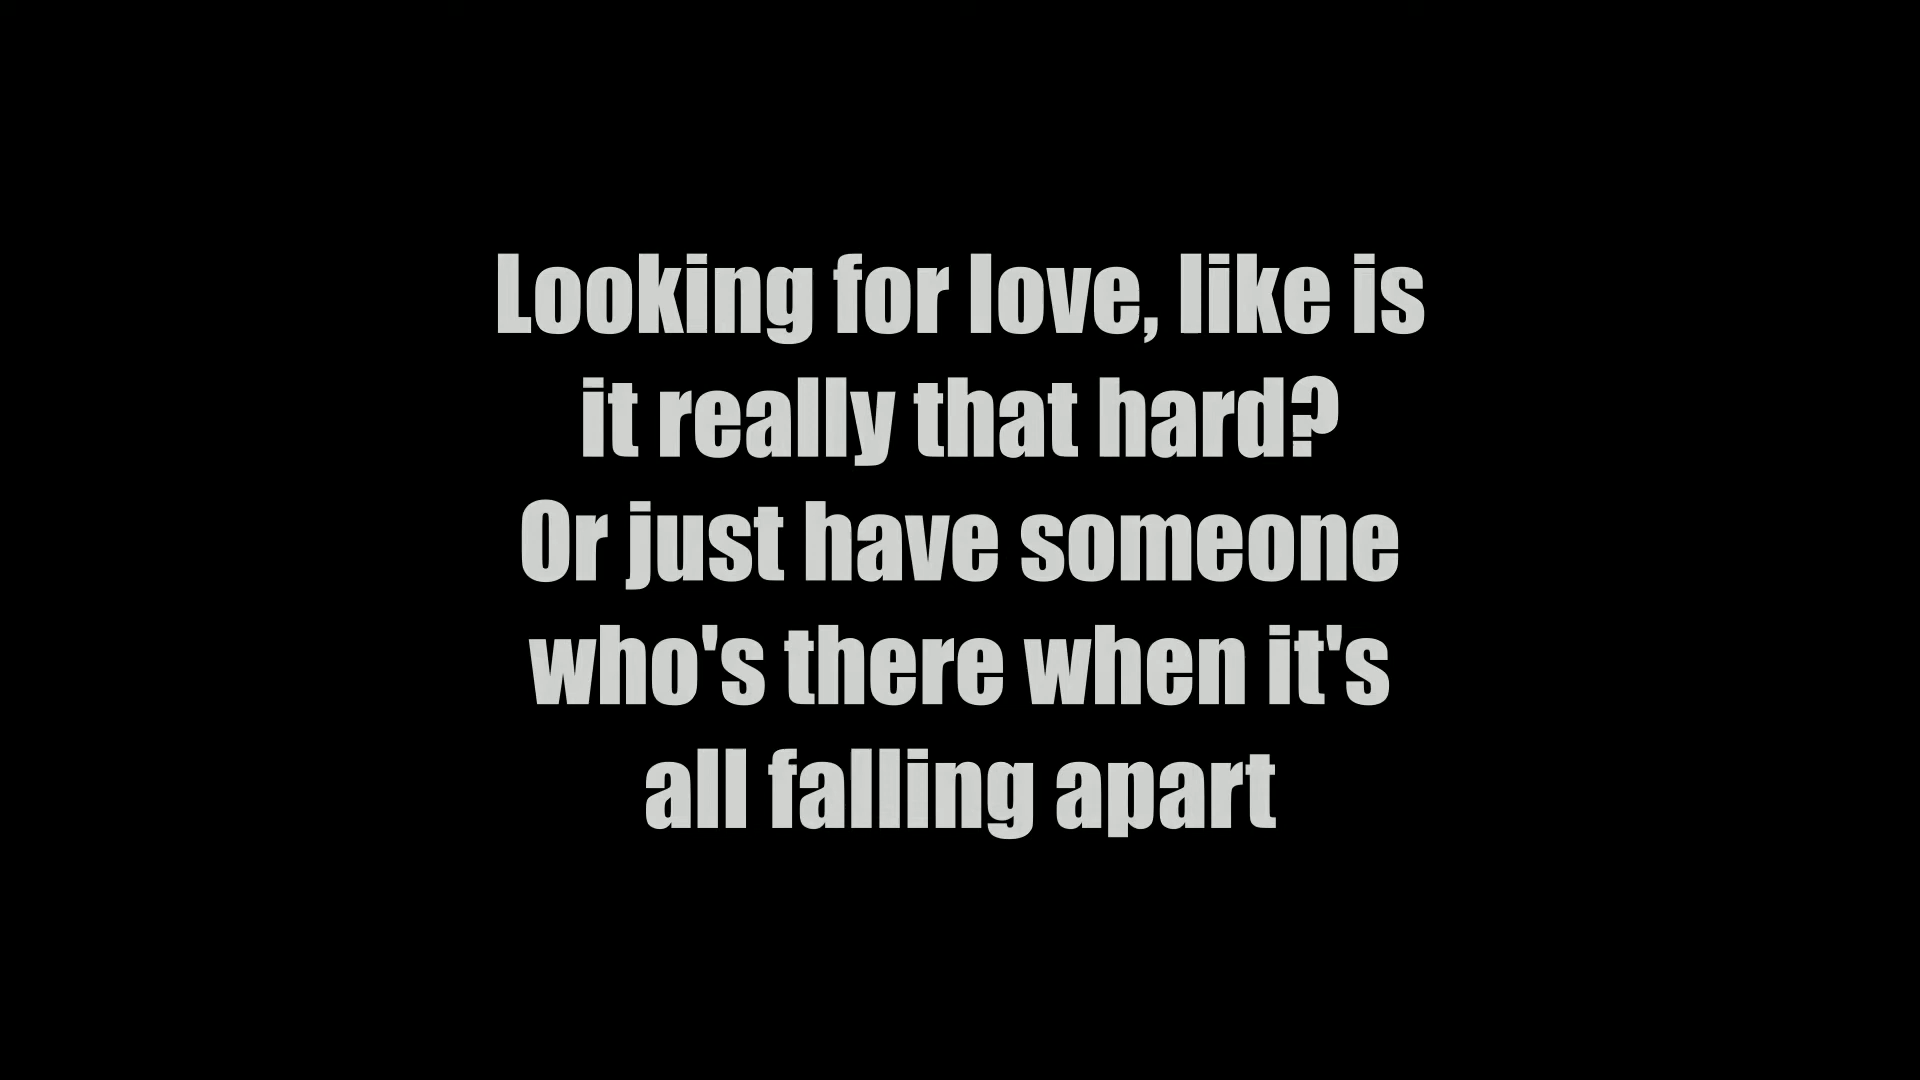 Looking for love, like is
it really that hard?
Or just have someone
who's there when it's
all falling apart